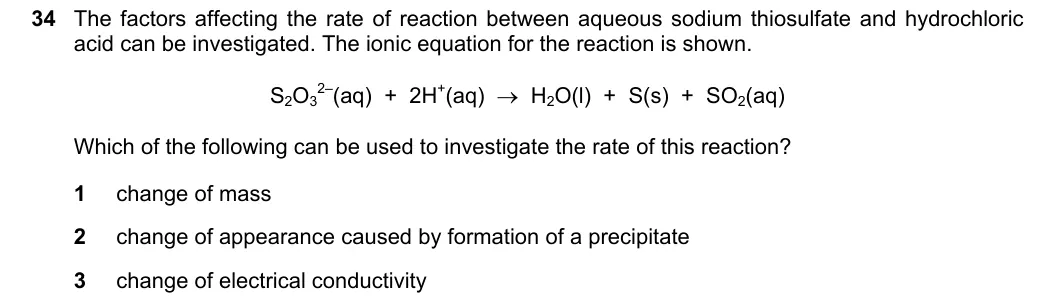 34 The factors affecting the rate of reaction between aqueous sodium thiosulfate and hydrochloric
acid can be investigated. The ionic equation for the reaction is shown.
S₂O₃²⁻(aq) + 2H⁺(aq) → H₂O(l) + S(s) + SO₂(aq)
Which of the following can be used to investigate the rate of this reaction?
1 change of mass
2 change of appearance caused by formation of a precipitate
3 change of electrical conductivity